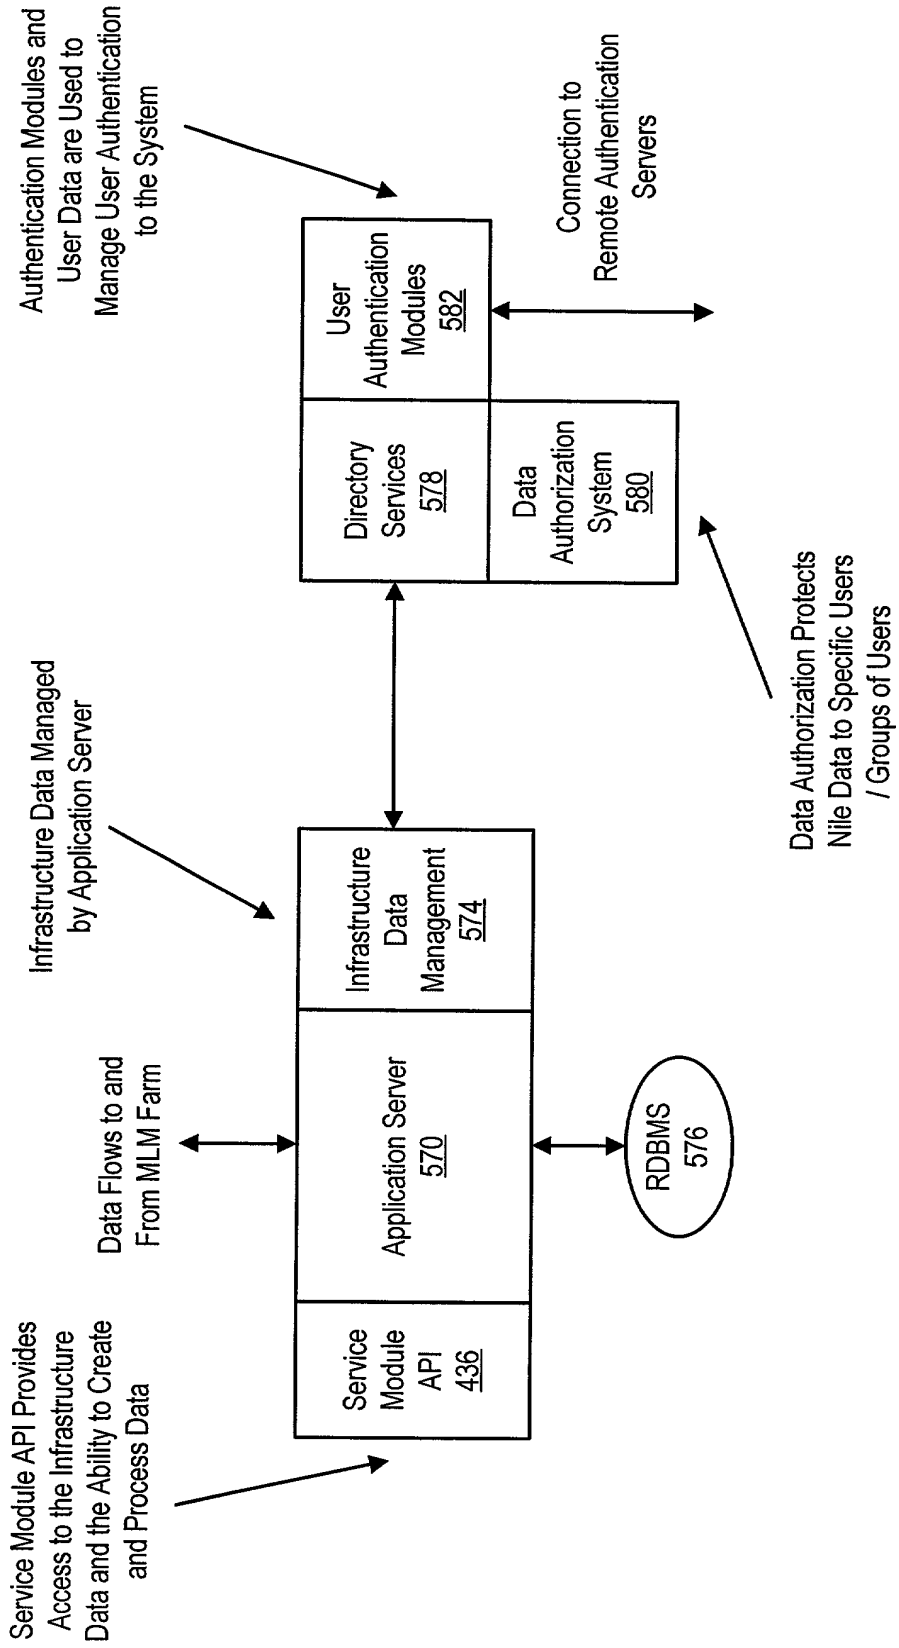 Service Module API Provides
Access to the Infrastructure
Data and the Ability to Create
and Process Data
Data Flows to and
From MLM Farm
Infrastructure Data Managed
by Application Server
Authentication Modules and
User Data are Used to
Manage User Authentication
to the System
Service
Module
API
436
Application Server
570
Infrastructure
Data
Management
574
Directory
Services
578
User
Authentication
Modules
582
Data
Authorization
System
580
Connection to
Remote Authentication
Servers
RDBMS
576
Data Authorization Protects
Nile Data to Specific Users
/ Groups of Users